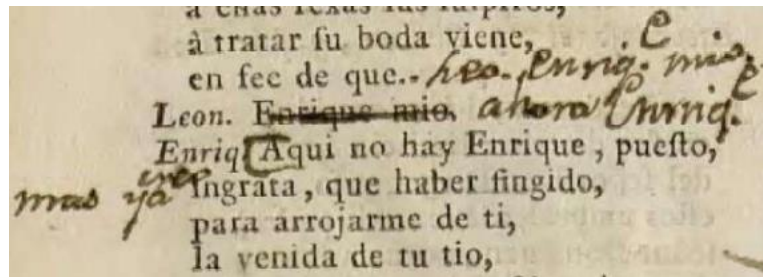 à tratar ſu boda viene,
en fee de que.. Leo. Enriq. mio
Leon. Enrique mio. ahora Enriq.
Enriq. Aqui no hay Enrique, pueſto,
mas ya Ingrata, que haber fingido,
para arrojarme de ti,
la venida de tu tio,